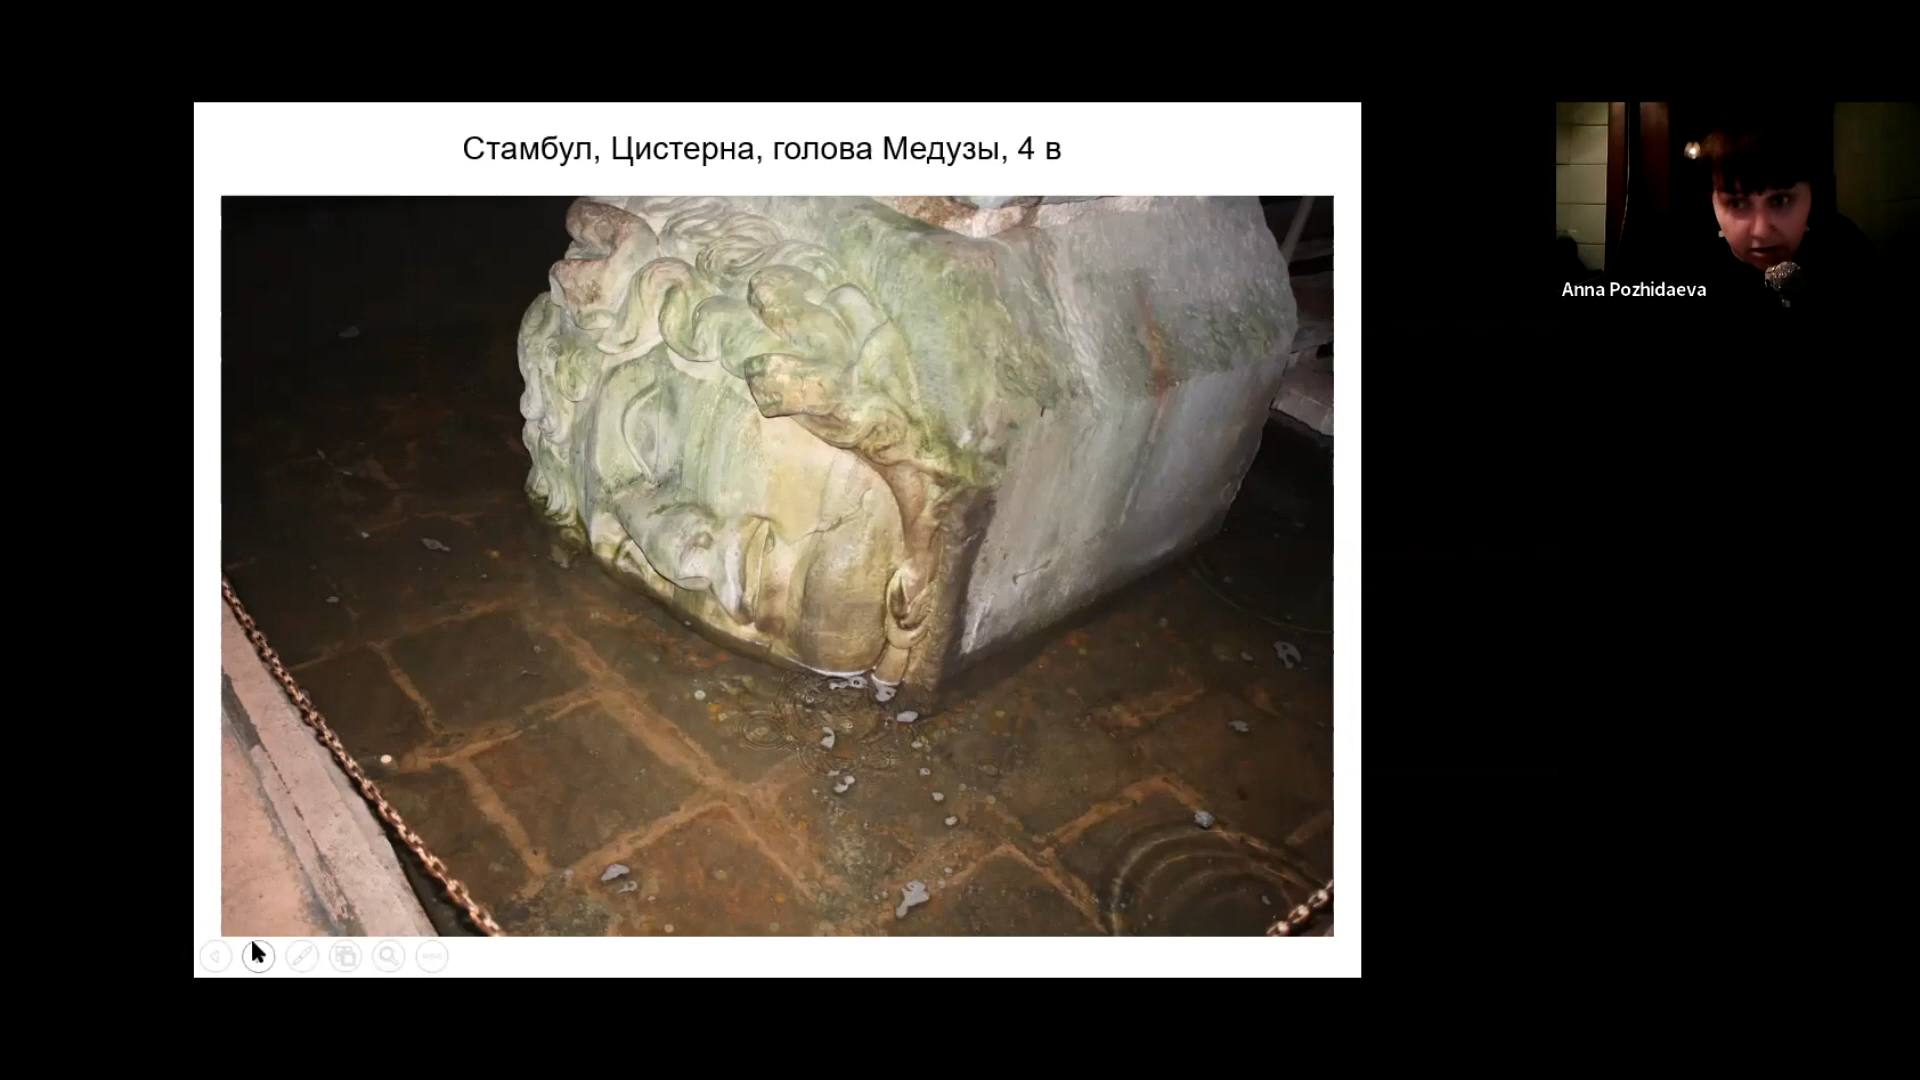 Стамбул, Цистерна, голова Медузы, 4 в
Anna Pozhidaeva